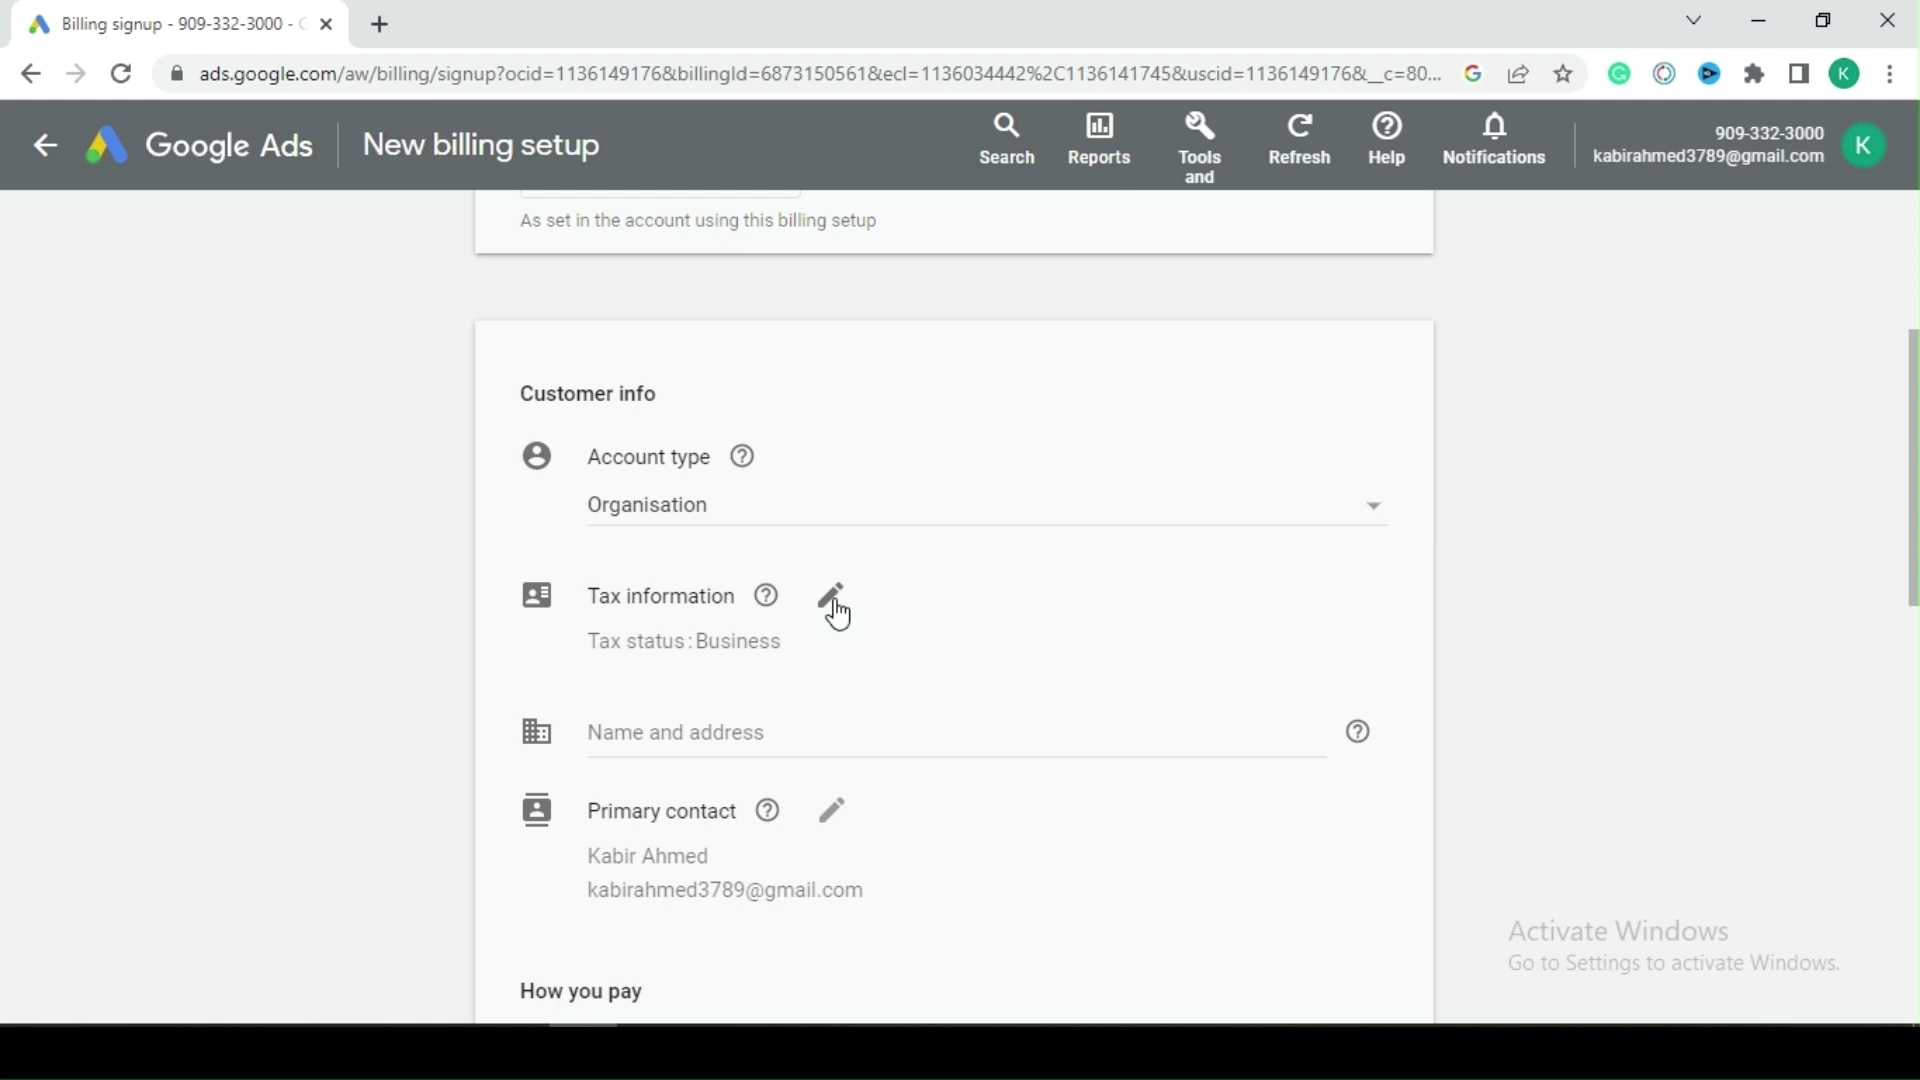 Billing signup - 909-332-3000 - G
ads.google.com/aw/billing/signup?ocid=1136149176&billingId=6873150561&ecl=1136034442%2C1136141745&uscid=1136149176&__c=80...
K
Google Ads
New billing setup
Search
Reports
Tools and
Refresh
Help
Notifications
909-332-3000
kabirahmed3789@gmail.com
K
As set in the account using this billing setup
Customer info
Account type
Organisation
Tax information
Tax status: Business
Name and address
Primary contact
Kabir Ahmed
kabirahmed3789@gmail.com
How you pay
Activate Windows
Go to Settings to activate Windows.